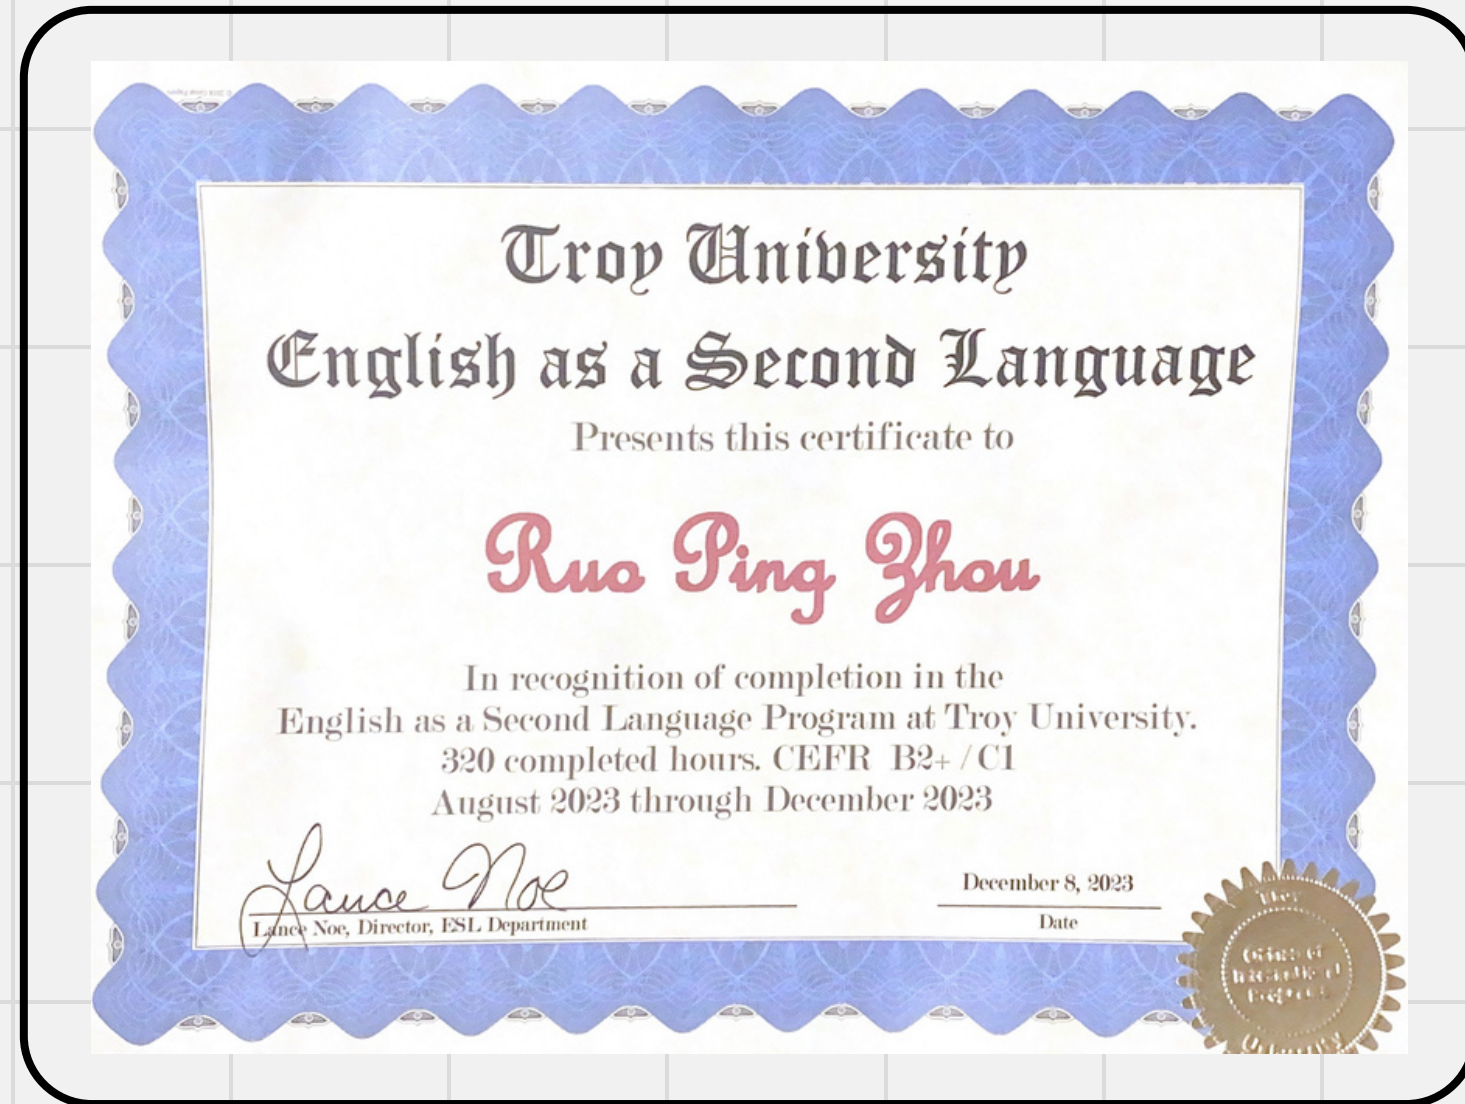 Troy University
English as a Second Language
Presents this certificate to
Ruo Ping Zhou
In recognition of completion in the
English as a Second Language Program at Troy University.
320 completed hours. CEFR B2+ / C1
August 2023 through December 2023
Lance Noe
December 8, 2023
Lance Noe, Director, ESL Department
Date